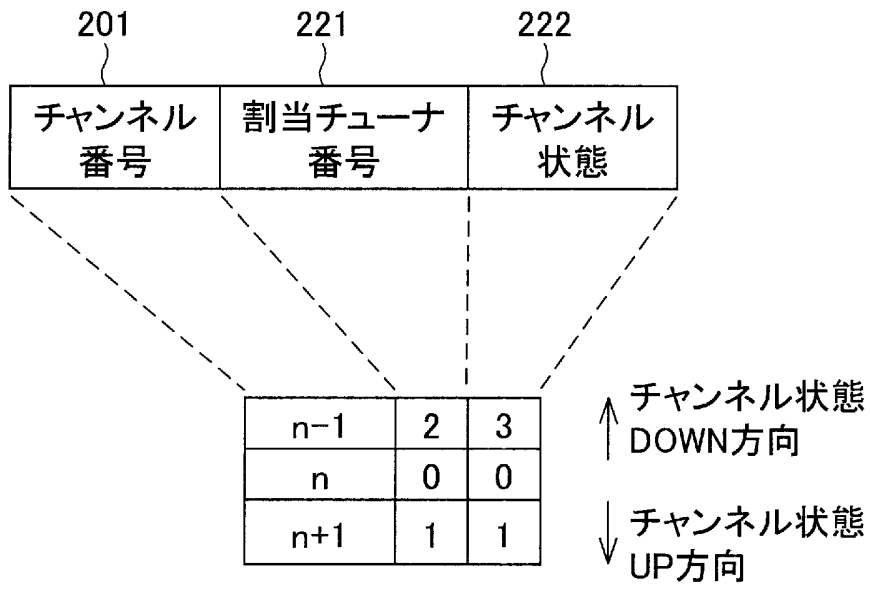 201 221 222
チャンネル 割当チューナ チャンネル
番号 番号 状態
n−1 2 3
n 0 0
n+1 1 1
チャンネル状態
DOWN方向
チャンネル状態
UP方向